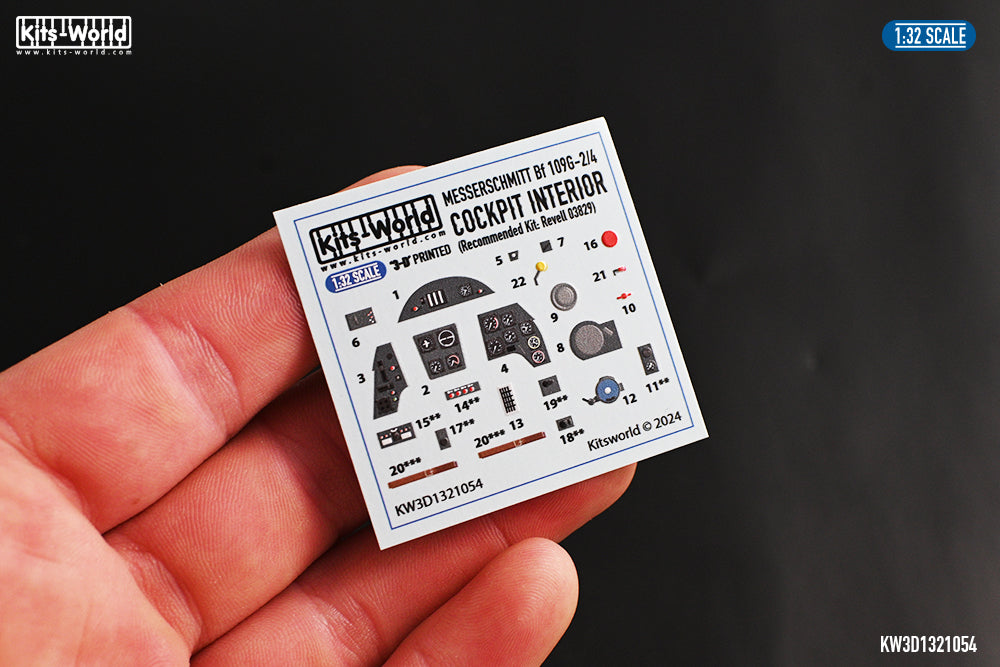 Kits-World
www.kits-world.com
1:32 SCALE
MESSERSCHMITT Bf 109G-2/4
COCKPIT INTERIOR
(Recommended Kit: Revell 03829)
Kits-World
www.kits-world.com
1:32 SCALE
3-D PRINTED
1
5
7
16
22
21
6
9
10
3
2
4
8
15**
14**
13
19**
12
11**
17**
18**
20***
20***
Kitsworld © 2024
KW3D1321054
KW3D1321054